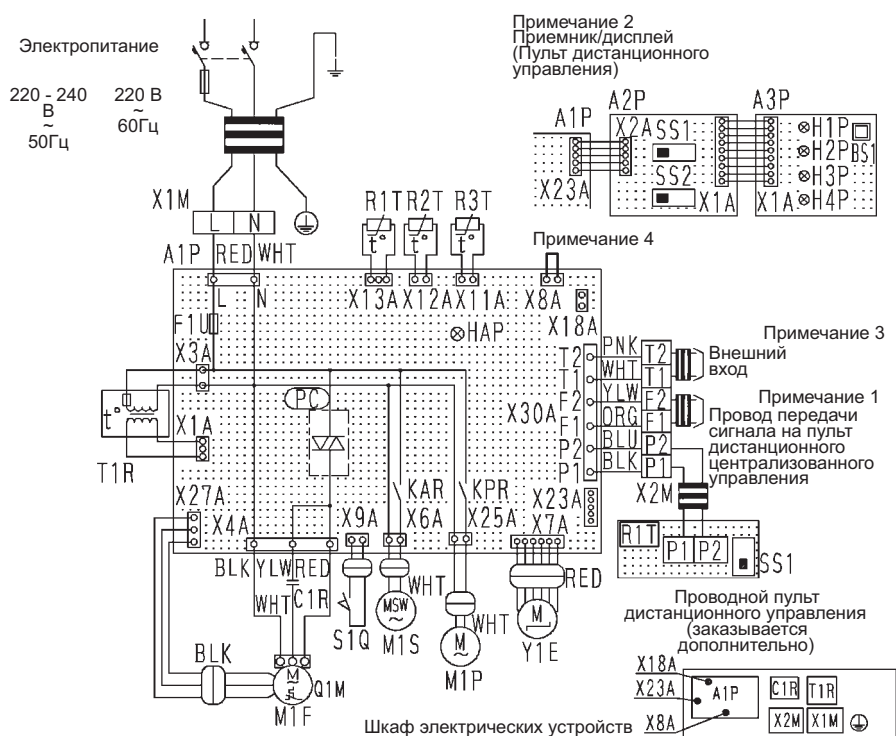 Электропитание
220 - 240
В
~
50Гц
220 В
~
60Гц
Примечание 2
Приемник/дисплей
(Пульт дистанционного
управления)
A1P
X23A
A2P
X2A
SS1
SS2
X1A
A3P
X1A
H1P
H2P
H3P
H4P
BS1
X1M
L
N
A1P
RED
WHT
R1T
R2T
R3T
t°
t°
t°
Примечание 4
L
N
X13A
X12A
X11A
X8A
X18A
F1U
HAP
X3A
PC
t°
X1A
T1R
X27A
X4A
T2
T1
F2
F1
P2
P1
X30A
PNK
WHT
YLW
ORG
BLU
BLK
T2
T1
F2
F1
P2
P1
X2M
Примечание 3
Внешний
вход
Примечание 1
Провод передачи
сигнала на пульт
дистанционного
централизованного
управления
KAR
KPR
X9A
X6A
X25A
X23A
X7A
R1T
P1
P2
SS1
BLK
YLW
RED
WHT
C1R
S1Q
WHT
MSW
~
M1S
WHT
M
~
M1P
RED
M
Y1E
BLK
M
~
Q1M
M1F
Проводной пульт
дистанционного управления
(заказывается
дополнительно)
X18A
X23A
X8A
A1P
C1R
T1R
X2M
X1M
Шкаф электрических устройств